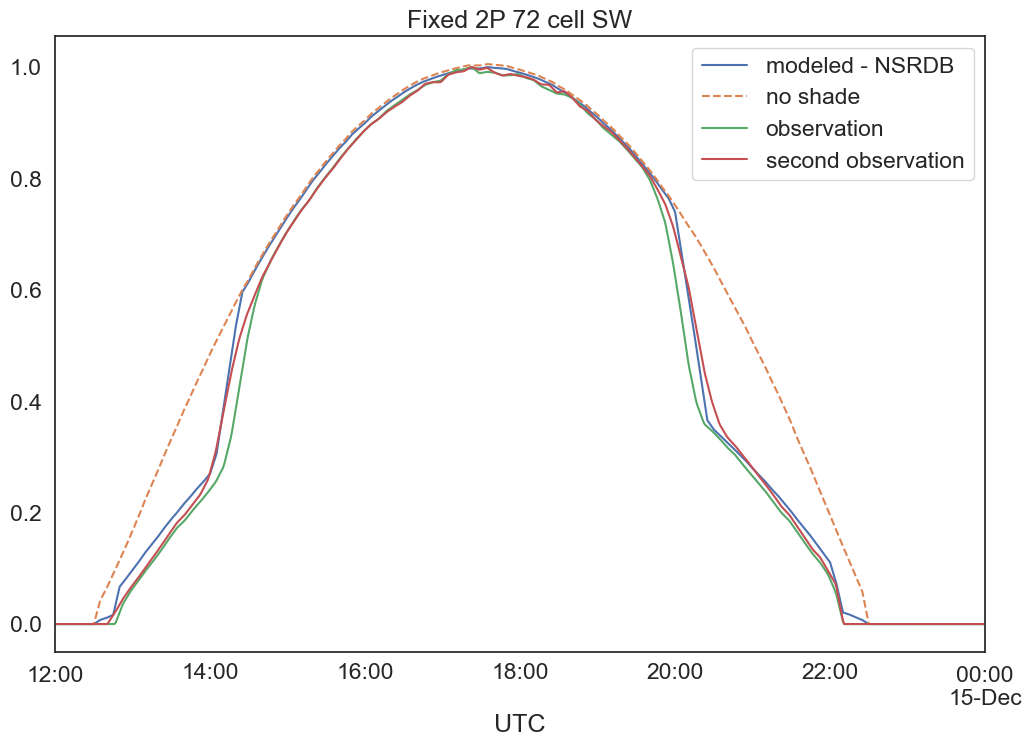 Fixed 2P 72 cell SW
modeled - NSRDB
no shade
observation
second observation
1.0
0.8
0.6
0.4
0.2
0.0
12:00
14:00
16:00
18:00
20:00
22:00
00:00
15-Dec
UTC